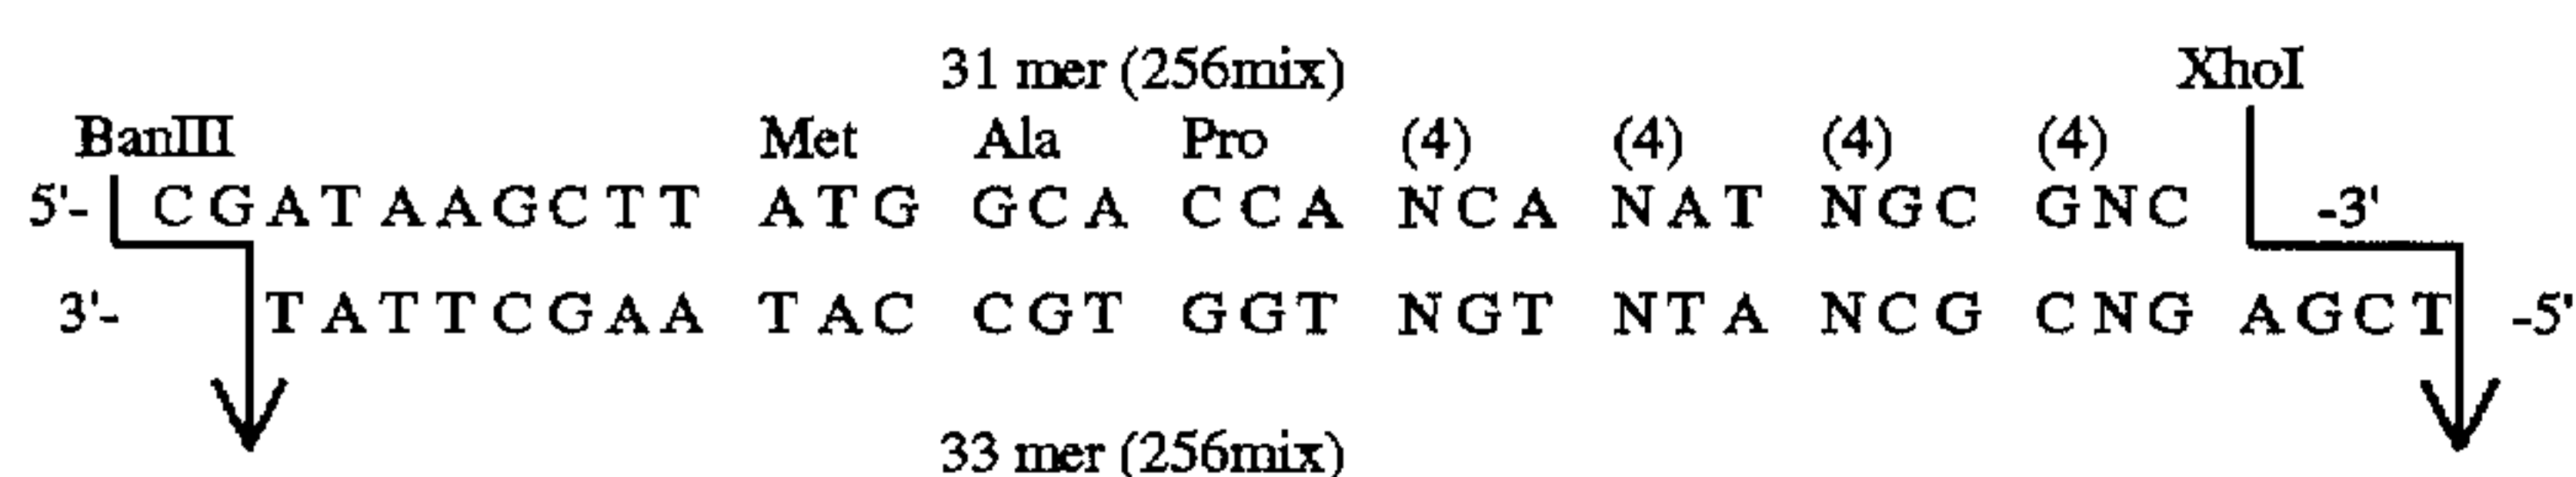 31 mer (256mix)
XhoI
BanIII Met Ala Pro (4) (4) (4) (4)
5'- CGATAAGCTT ATG GCA CCA NCA NAT NGC GNC -3'
3'- TATTCGAA TAC CGT GGT NGT NTA NCG CNG AGCT -5'
33 mer (256mix)